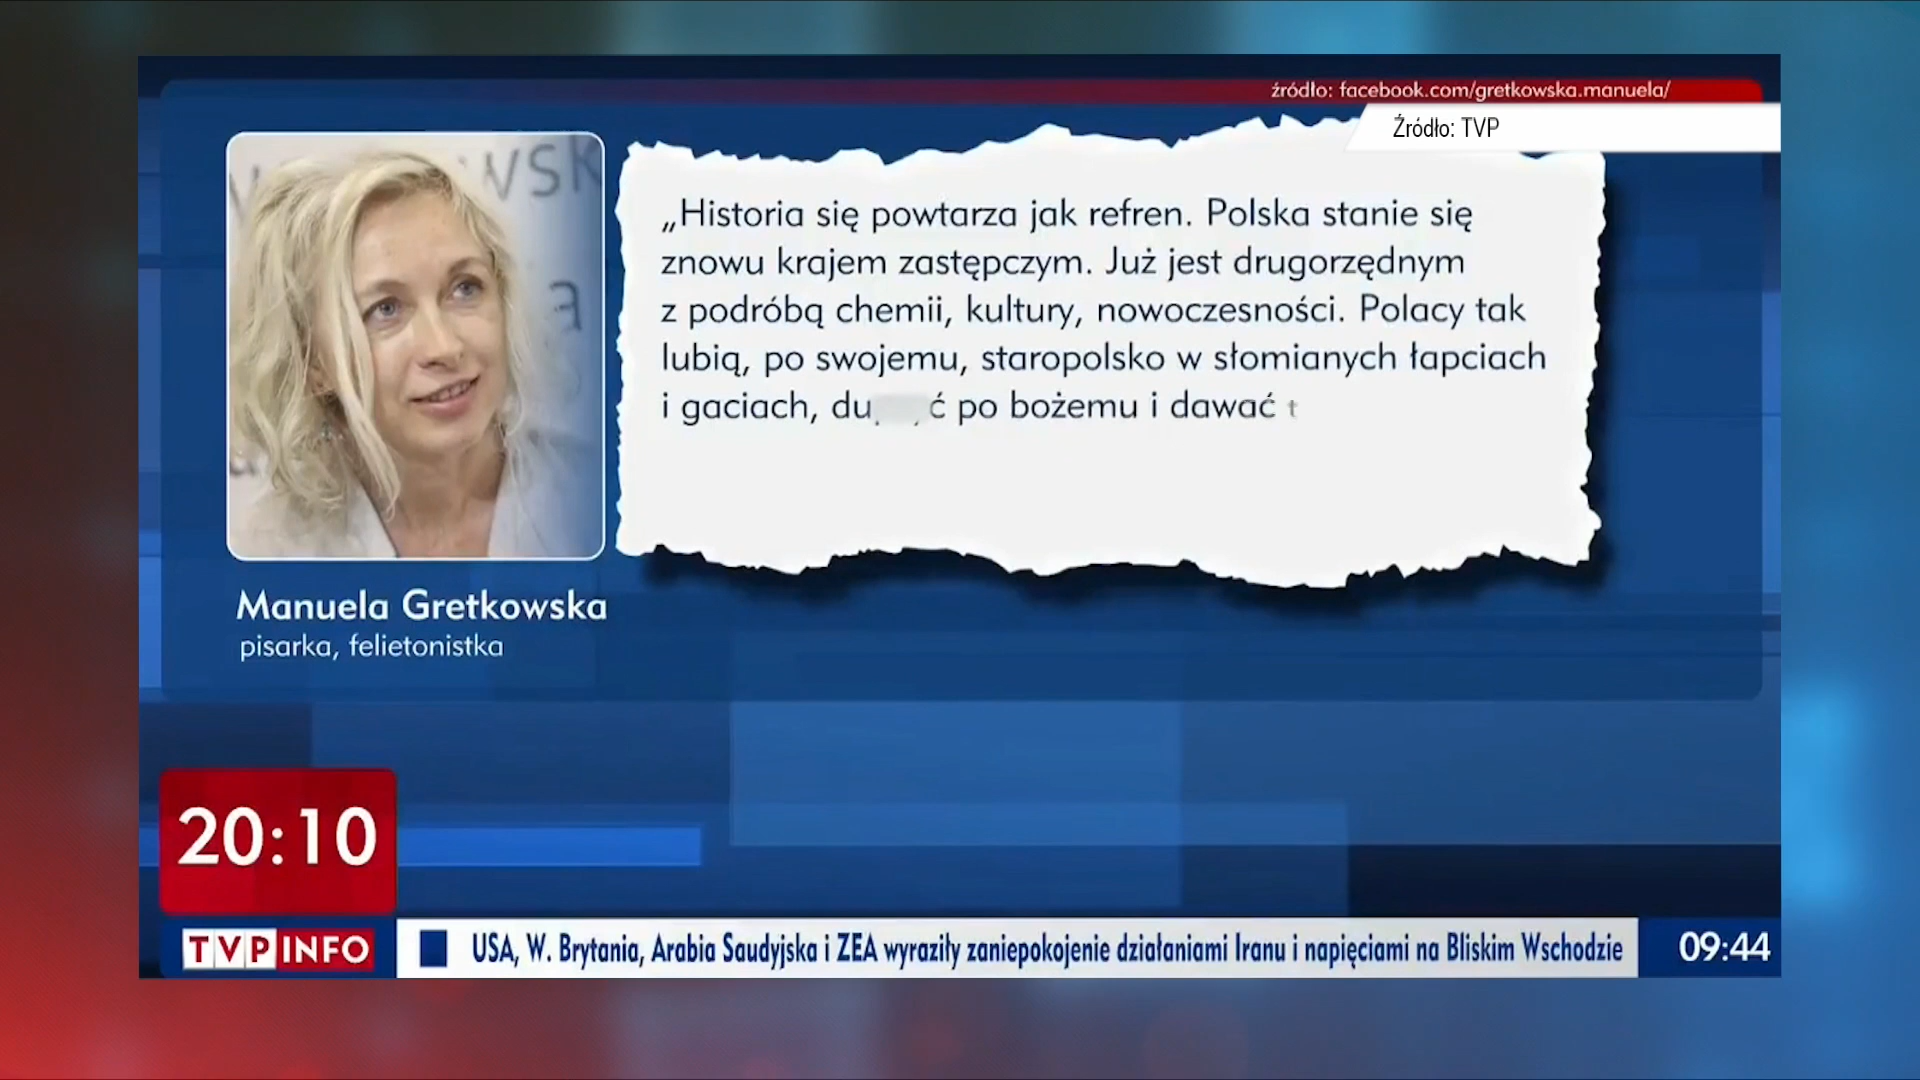 źródło: facebook.com/gretkowska.manuela/
Źródło: TVP
„Historia się powtarza jak refren. Polska stanie się
znowu krajem zastępczym. Już jest drugorzędnym
z podróbą chemii, kultury, nowoczesności. Polacy tak
lubią, po swojemu, staropolsko w słomianych łapciach
i gaciach, po bożemu i dawać t
Manuela Gretkowska
pisarka, felietonistka
20:10
TVP INFO
USA, W. Brytania, Arabia Saudyjska i ZEA wyraziły zaniepokojenie działaniami Iranu i napięciami na Bliskim Wschodzie
09:44